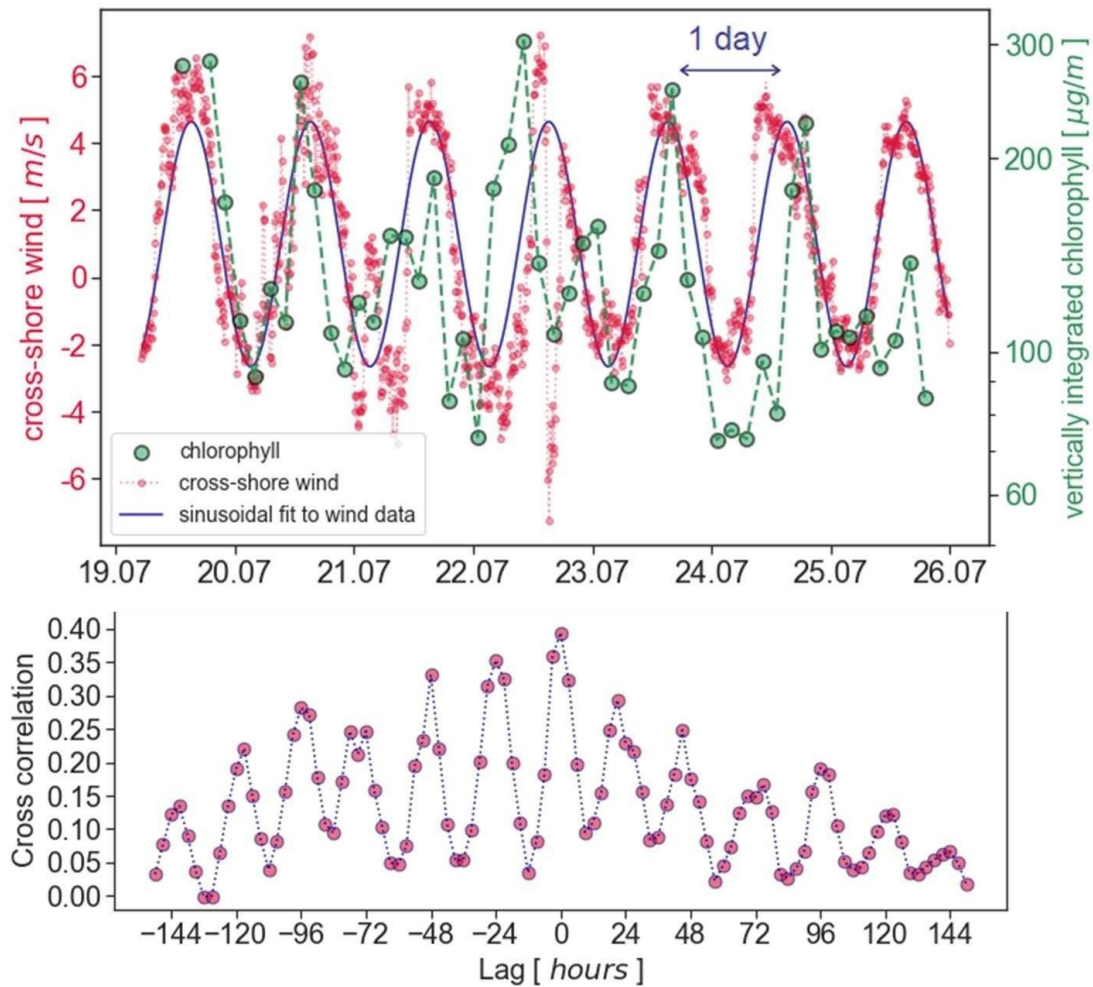 1 day
6
4
2
0
-2
-4
-6
cross-shore wind [ m/s ]
300
200
100
60
vertically integrated chlorophyll [ μg/m ]
chlorophyll
cross-shore wind
sinusoidal fit to wind data
19.07 20.07 21.07 22.07 23.07 24.07 25.07 26.07
0.40
0.35
0.30
0.25
0.20
0.15
0.10
0.05
0.00
Cross correlation
−144 −120 −96 −72 −48 −24 0 24 48 72 96 120 144
Lag [ hours ]